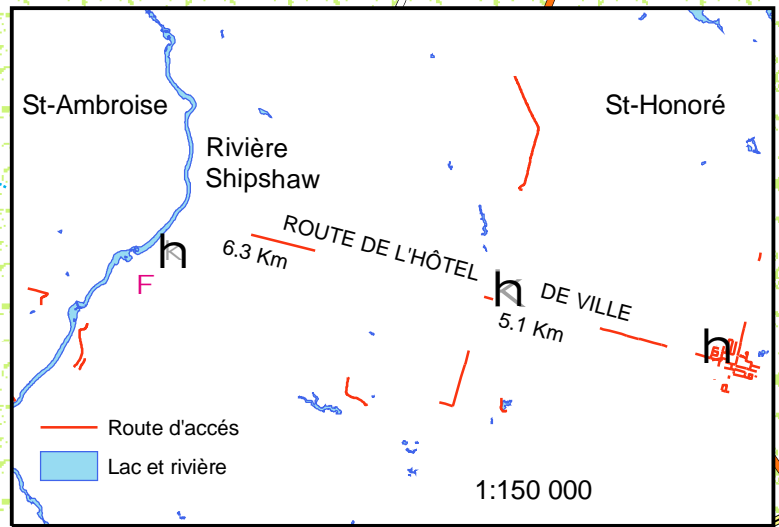 St-Ambroise
St-Honoré
Rivière
Shipshaw
ROUTE DE L'HÔTEL DE VILLE
6.3 Km
h
k
F
h
k
5.1 Km
h
Route d'accés
Lac et rivière
1:150 000